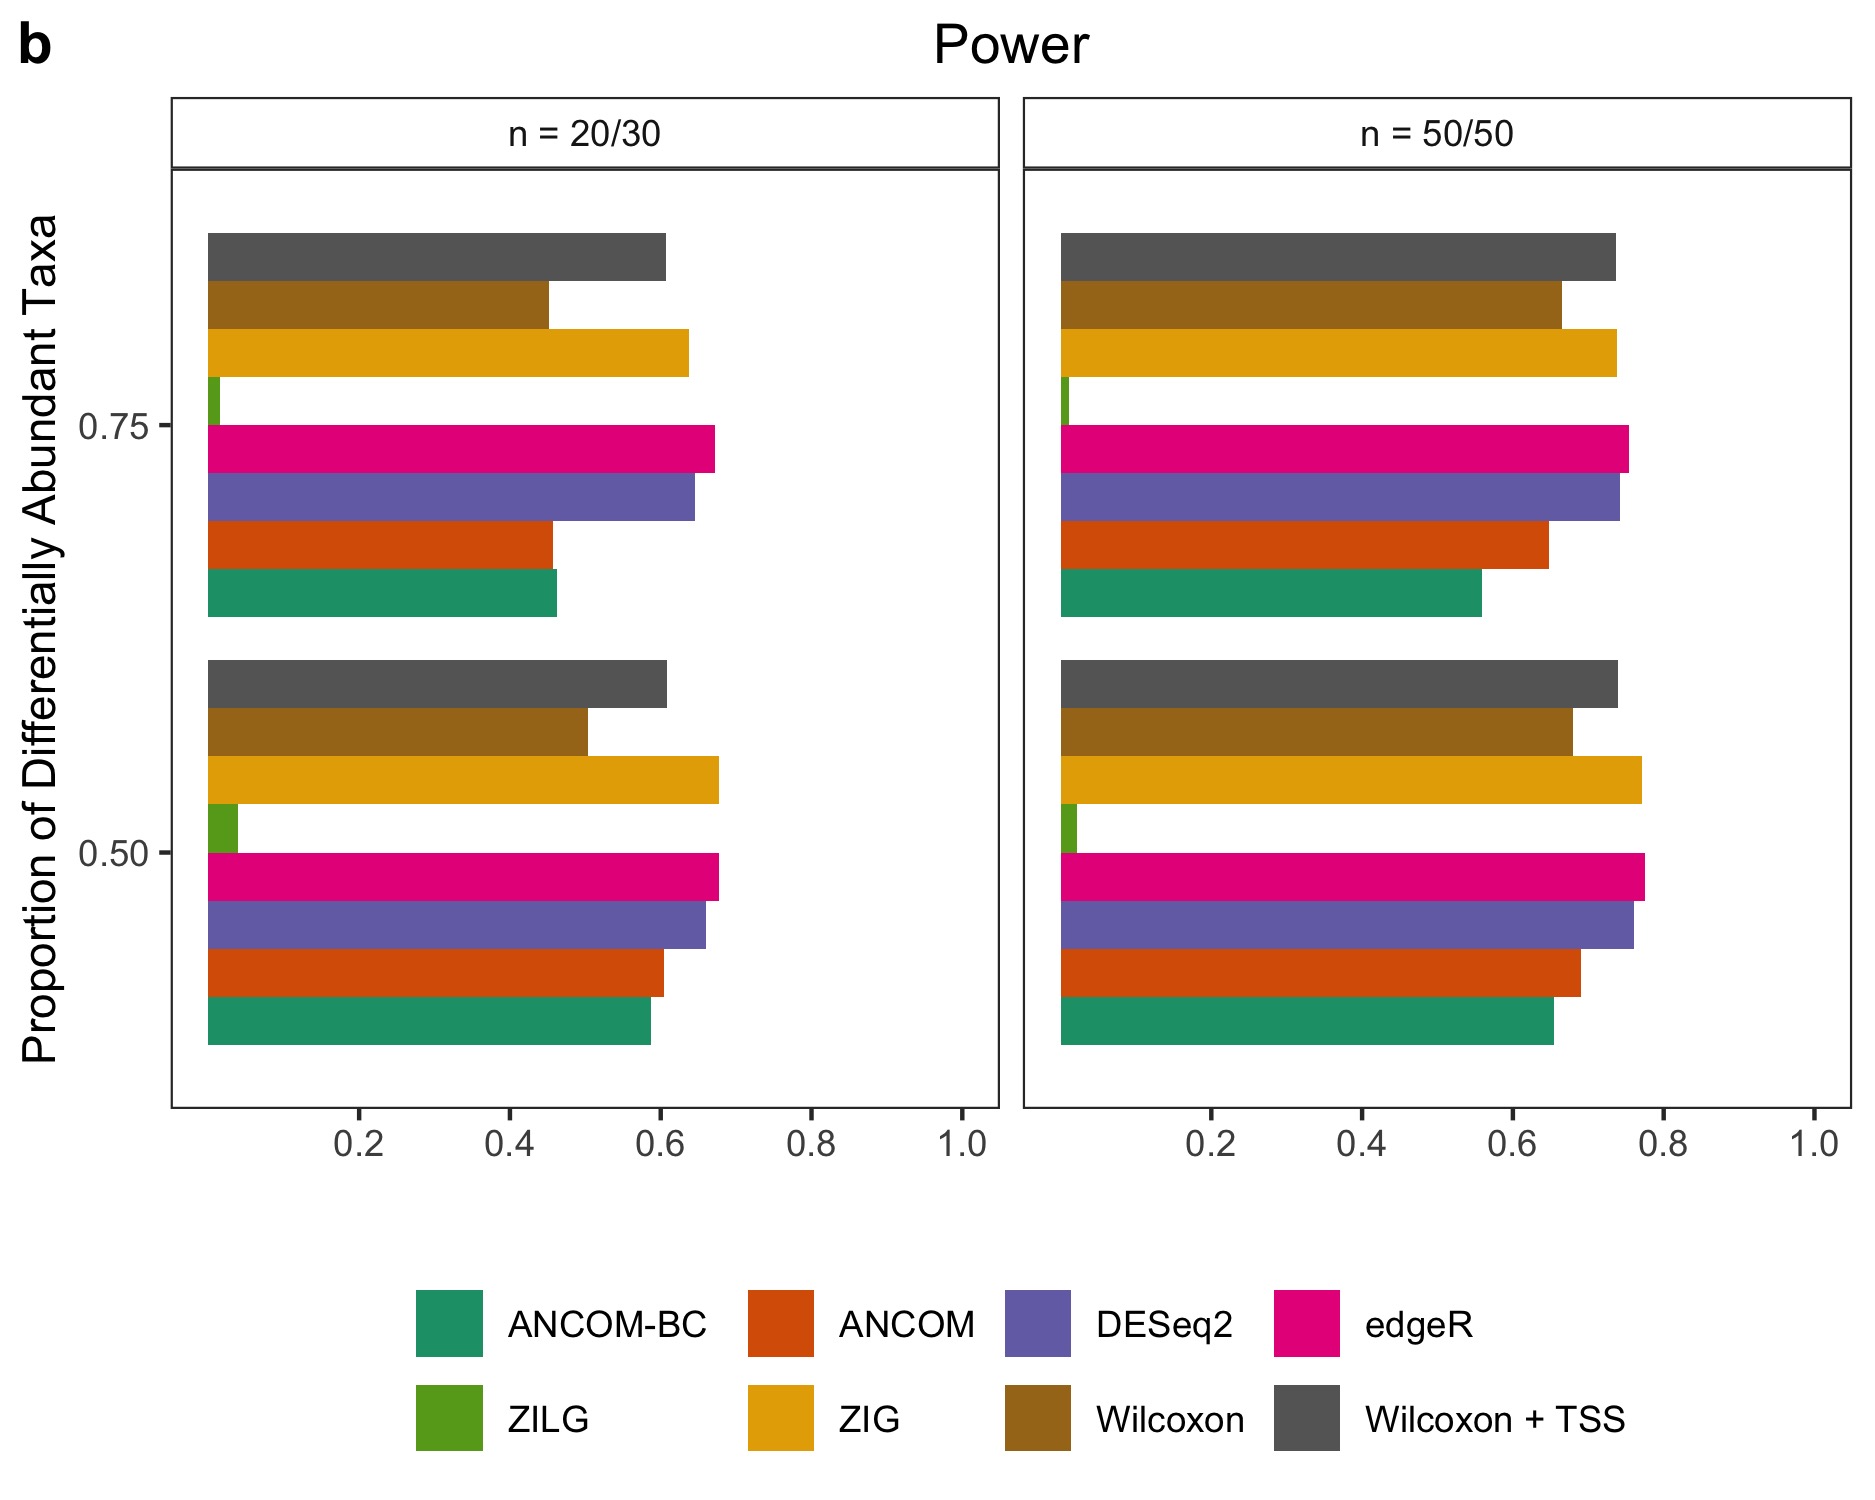 b
Power
n = 20/30
n = 50/50
Proportion of Differentially Abundant Taxa
0.75
0.50
0.2 0.4 0.6 0.8 1.0
0.2 0.4 0.6 0.8 1.0
ANCOM-BC ANCOM DESeq2 edgeR
ZILG ZIG Wilcoxon Wilcoxon + TSS